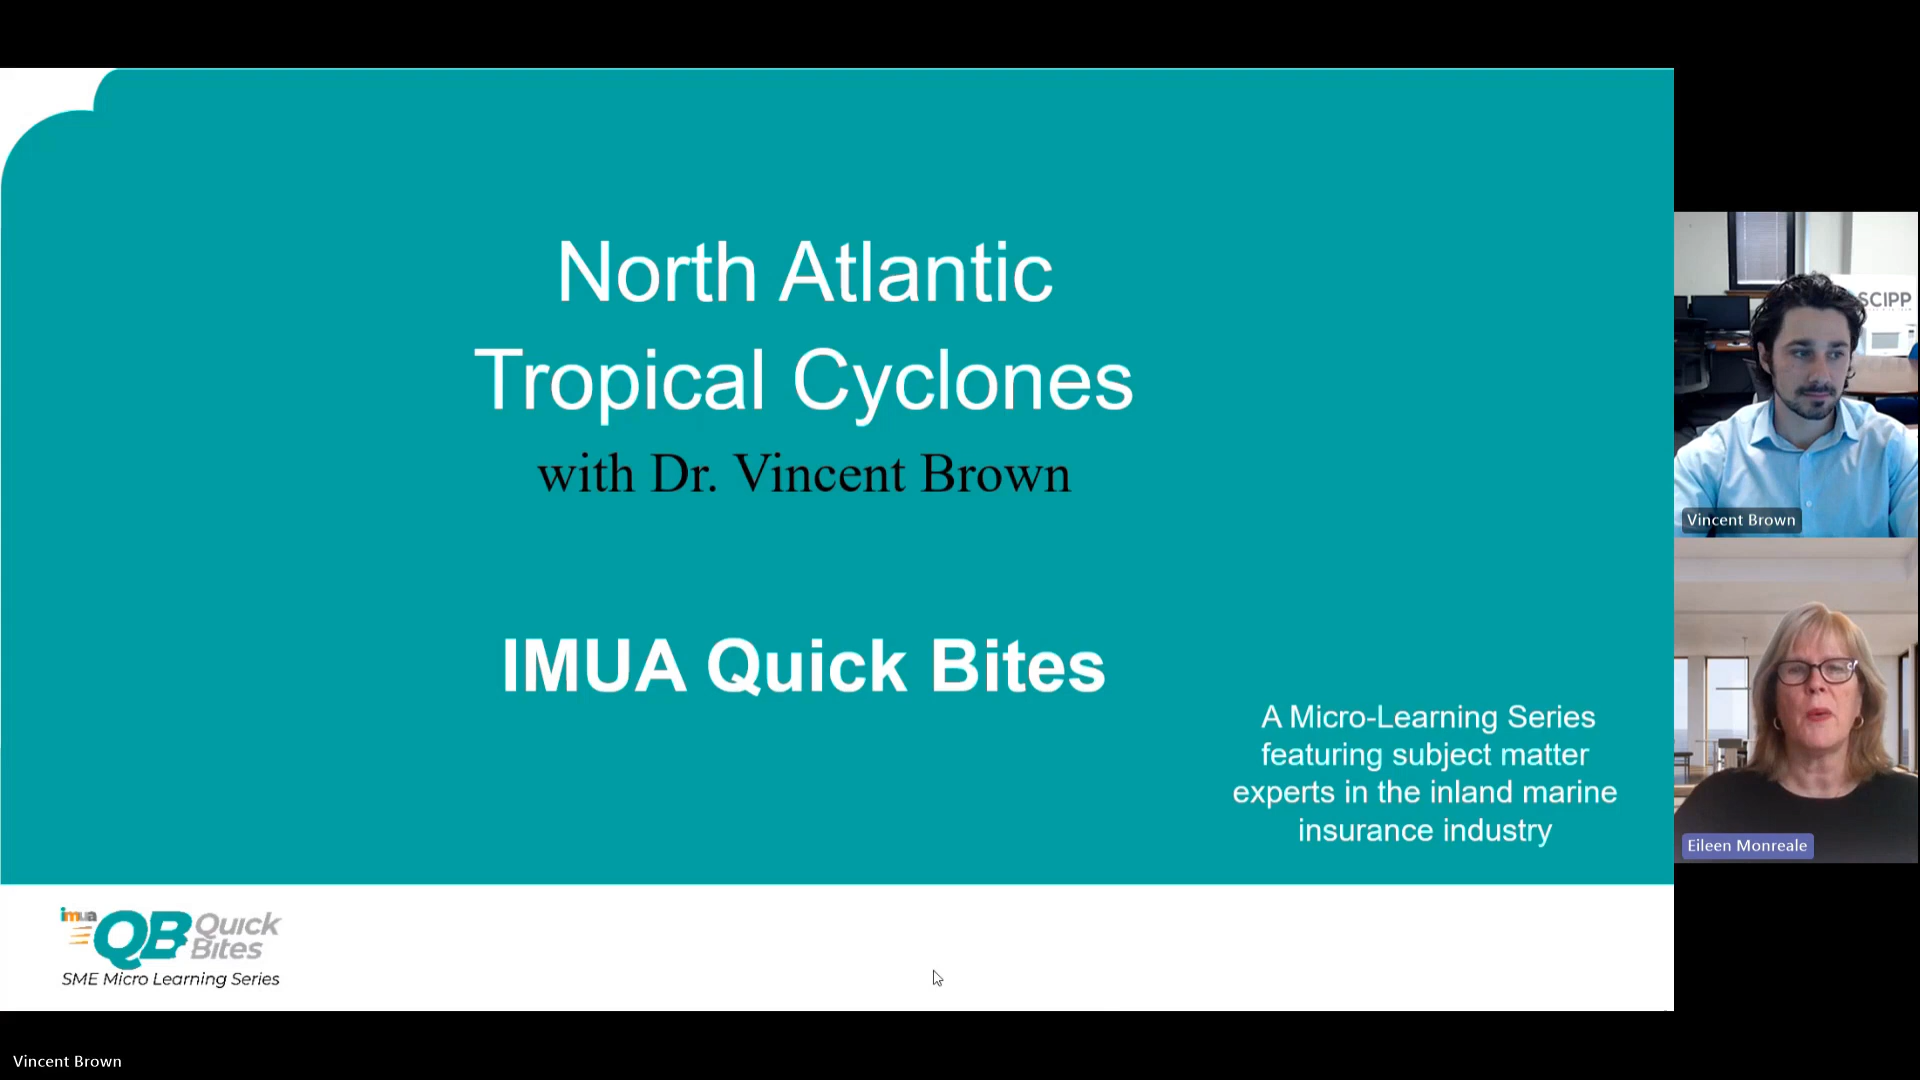 North Atlantic
Tropical Cyclones
with Dr. Vincent Brown
IMUA Quick Bites
A Micro-Learning Series
featuring subject matter
experts in the inland marine
insurance industry
imua QB Quick Bites
SME Micro Learning Series
SCIPP
Vincent Brown
Eileen Monreale
Vincent Brown